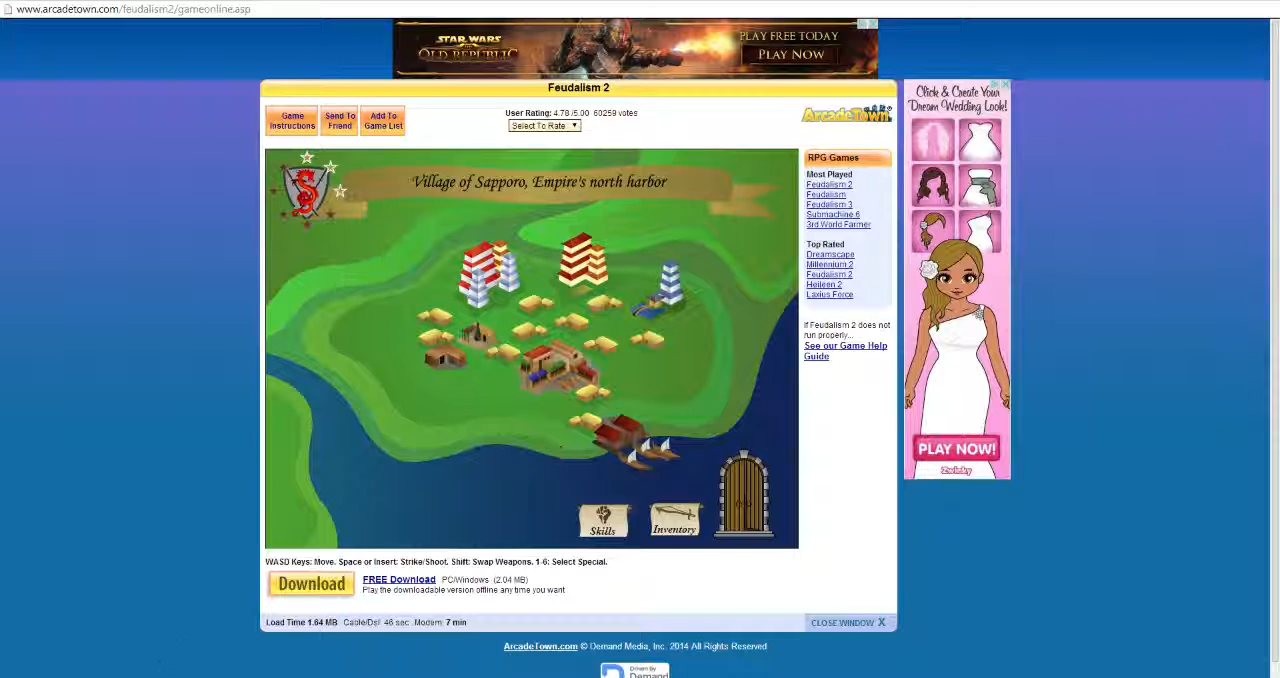 www.arcadetown.com/feudalism2/gameonline.asp
STAR WARS
THE OLD REPUBLIC
PLAY FREE TODAY
PLAY NOW
Feudalism 2
Game Instructions
Send To Friend
Add To Game List
User Rating: 4.78 /5.00 60259 votes
Select To Rate
ArcadeTown
Village of Sapporo, Empire's north harbor
Skills
Inventory
RPG Games
Most Played
Feudalism 2
Feudalism
Feudalism 3
Submachine 6
3rd World Farmer
Top Rated
Dreamscape
Millennium 2
Feudalism 2
Heileen 2
Laxius Force
If Feudalism 2 does not
run properly...
See our Game Help
Guide
Click & Create Your
Dream Wedding Look!
PLAY NOW!
Zwinky
WASD Keys: Move. Space or Insert: Strike/Shoot. Shift: Swap Weapons. 1-6: Select Special.
Download
FREE Download PC/Windows (2.04 MB)
Play the downloadable version offline any time you want
Load Time 1.64 MB Cable/Dsl 46 sec. Modem: 7 min
CLOSE WINDOW X
ArcadeTown.com © Demand Media, Inc. 2014 All Rights Reserved
Driven By
Demand